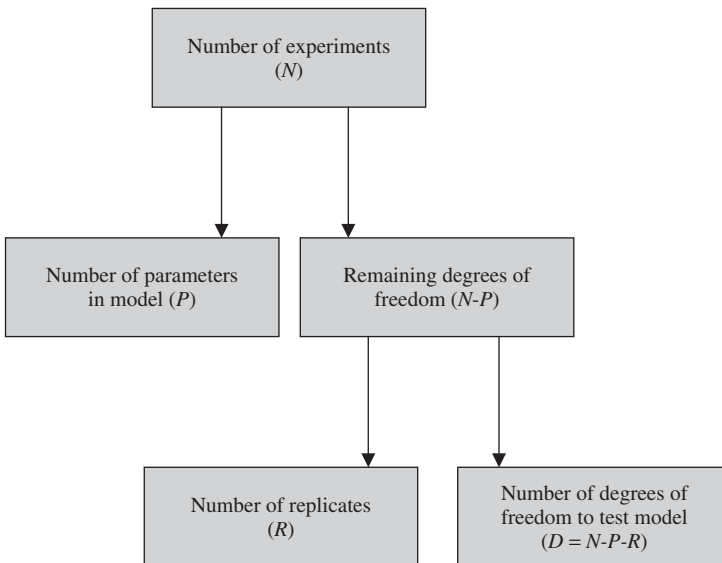 Number of experiments
(N)
Number of parameters
in model (P)
Remaining degrees of
freedom (N-P)
Number of replicates
(R)
Number of degrees of
freedom to test model
(D = N-P-R)